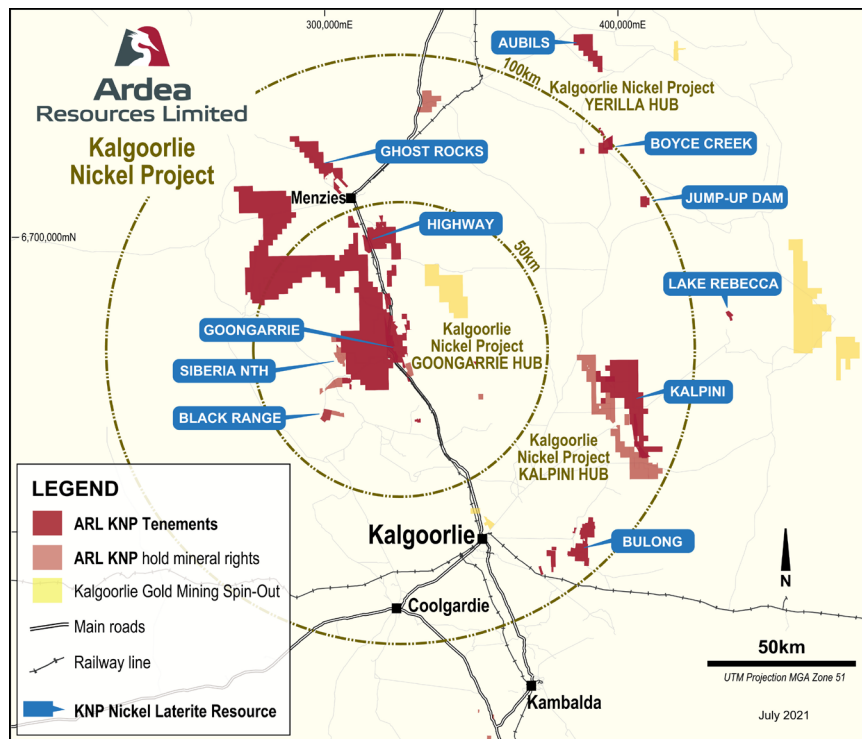 300,000mE
400,000mE
Ardea
Resources Limited
Kalgoorlie
Nickel Project
AUBILS
100km
Kalgoorlie Nickel Project
YERILLA HUB
BOYCE CREEK
GHOST ROCKS
Menzies
JUMP-UP DAM
6,700,000mN
HIGHWAY
50km
LAKE REBECCA
GOONGARRIE
Kalgoorlie
Nickel Project
GOONGARRIE HUB
SIBERIA NTH
KALPINI
BLACK RANGE
Kalgoorlie
Nickel Project
KALPINI HUB
LEGEND
ARL KNP Tenements
ARL KNP hold mineral rights
Kalgoorlie Gold Mining Spin-Out
Main roads
Railway line
KNP Nickel Laterite Resource
Kalgoorlie
BULONG
N
Coolgardie
Kambalda
50km
UTM Projection MGA Zone 51
July 2021